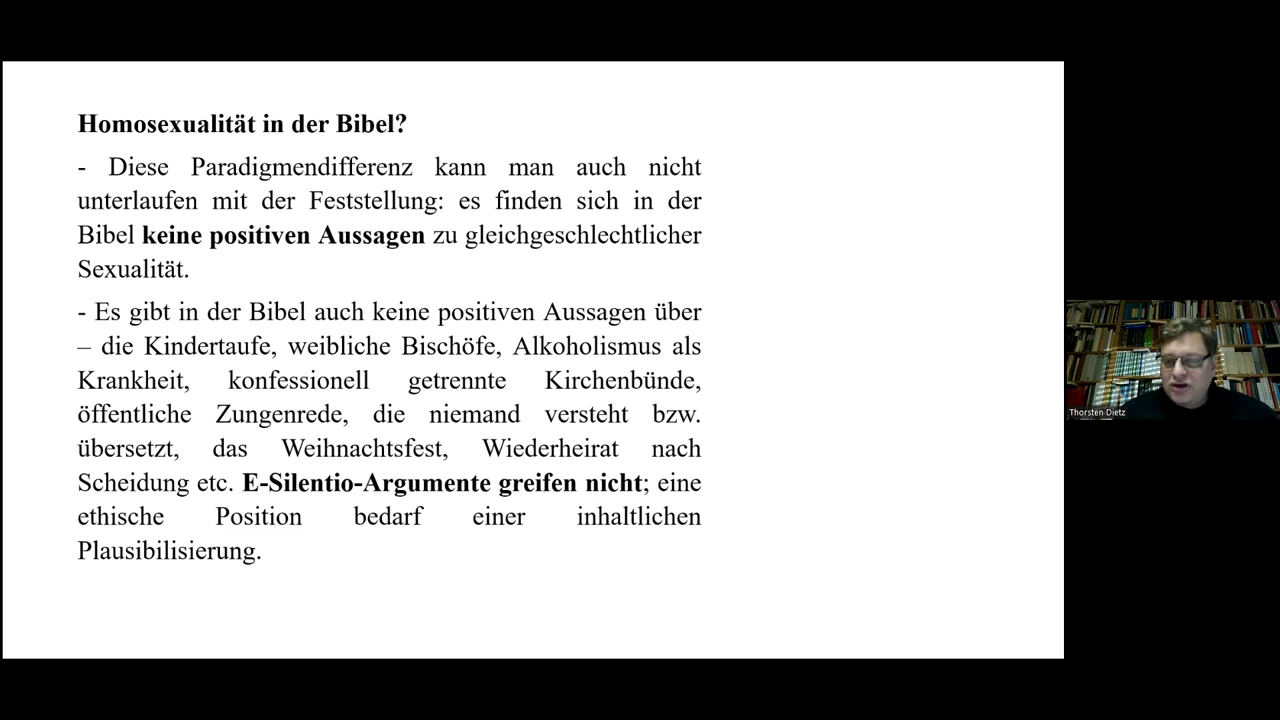 Homosexualität in der Bibel?
- Diese Paradigmendifferenz kann man auch nicht
unterlaufen mit der Feststellung: es finden sich in der
Bibel keine positiven Aussagen zu gleichgeschlechtlicher
Sexualität.
- Es gibt in der Bibel auch keine positiven Aussagen über
– die Kindertaufe, weibliche Bischöfe, Alkoholismus als
Krankheit, konfessionell getrennte Kirchenbünde,
öffentliche Zungenrede, die niemand versteht bzw.
übersetzt, das Weihnachtsfest, Wiederheirat nach
Scheidung etc. E-Silentio-Argumente greifen nicht; eine
ethische Position bedarf einer inhaltlichen
Plausibilisierung.
Thorsten Dietz